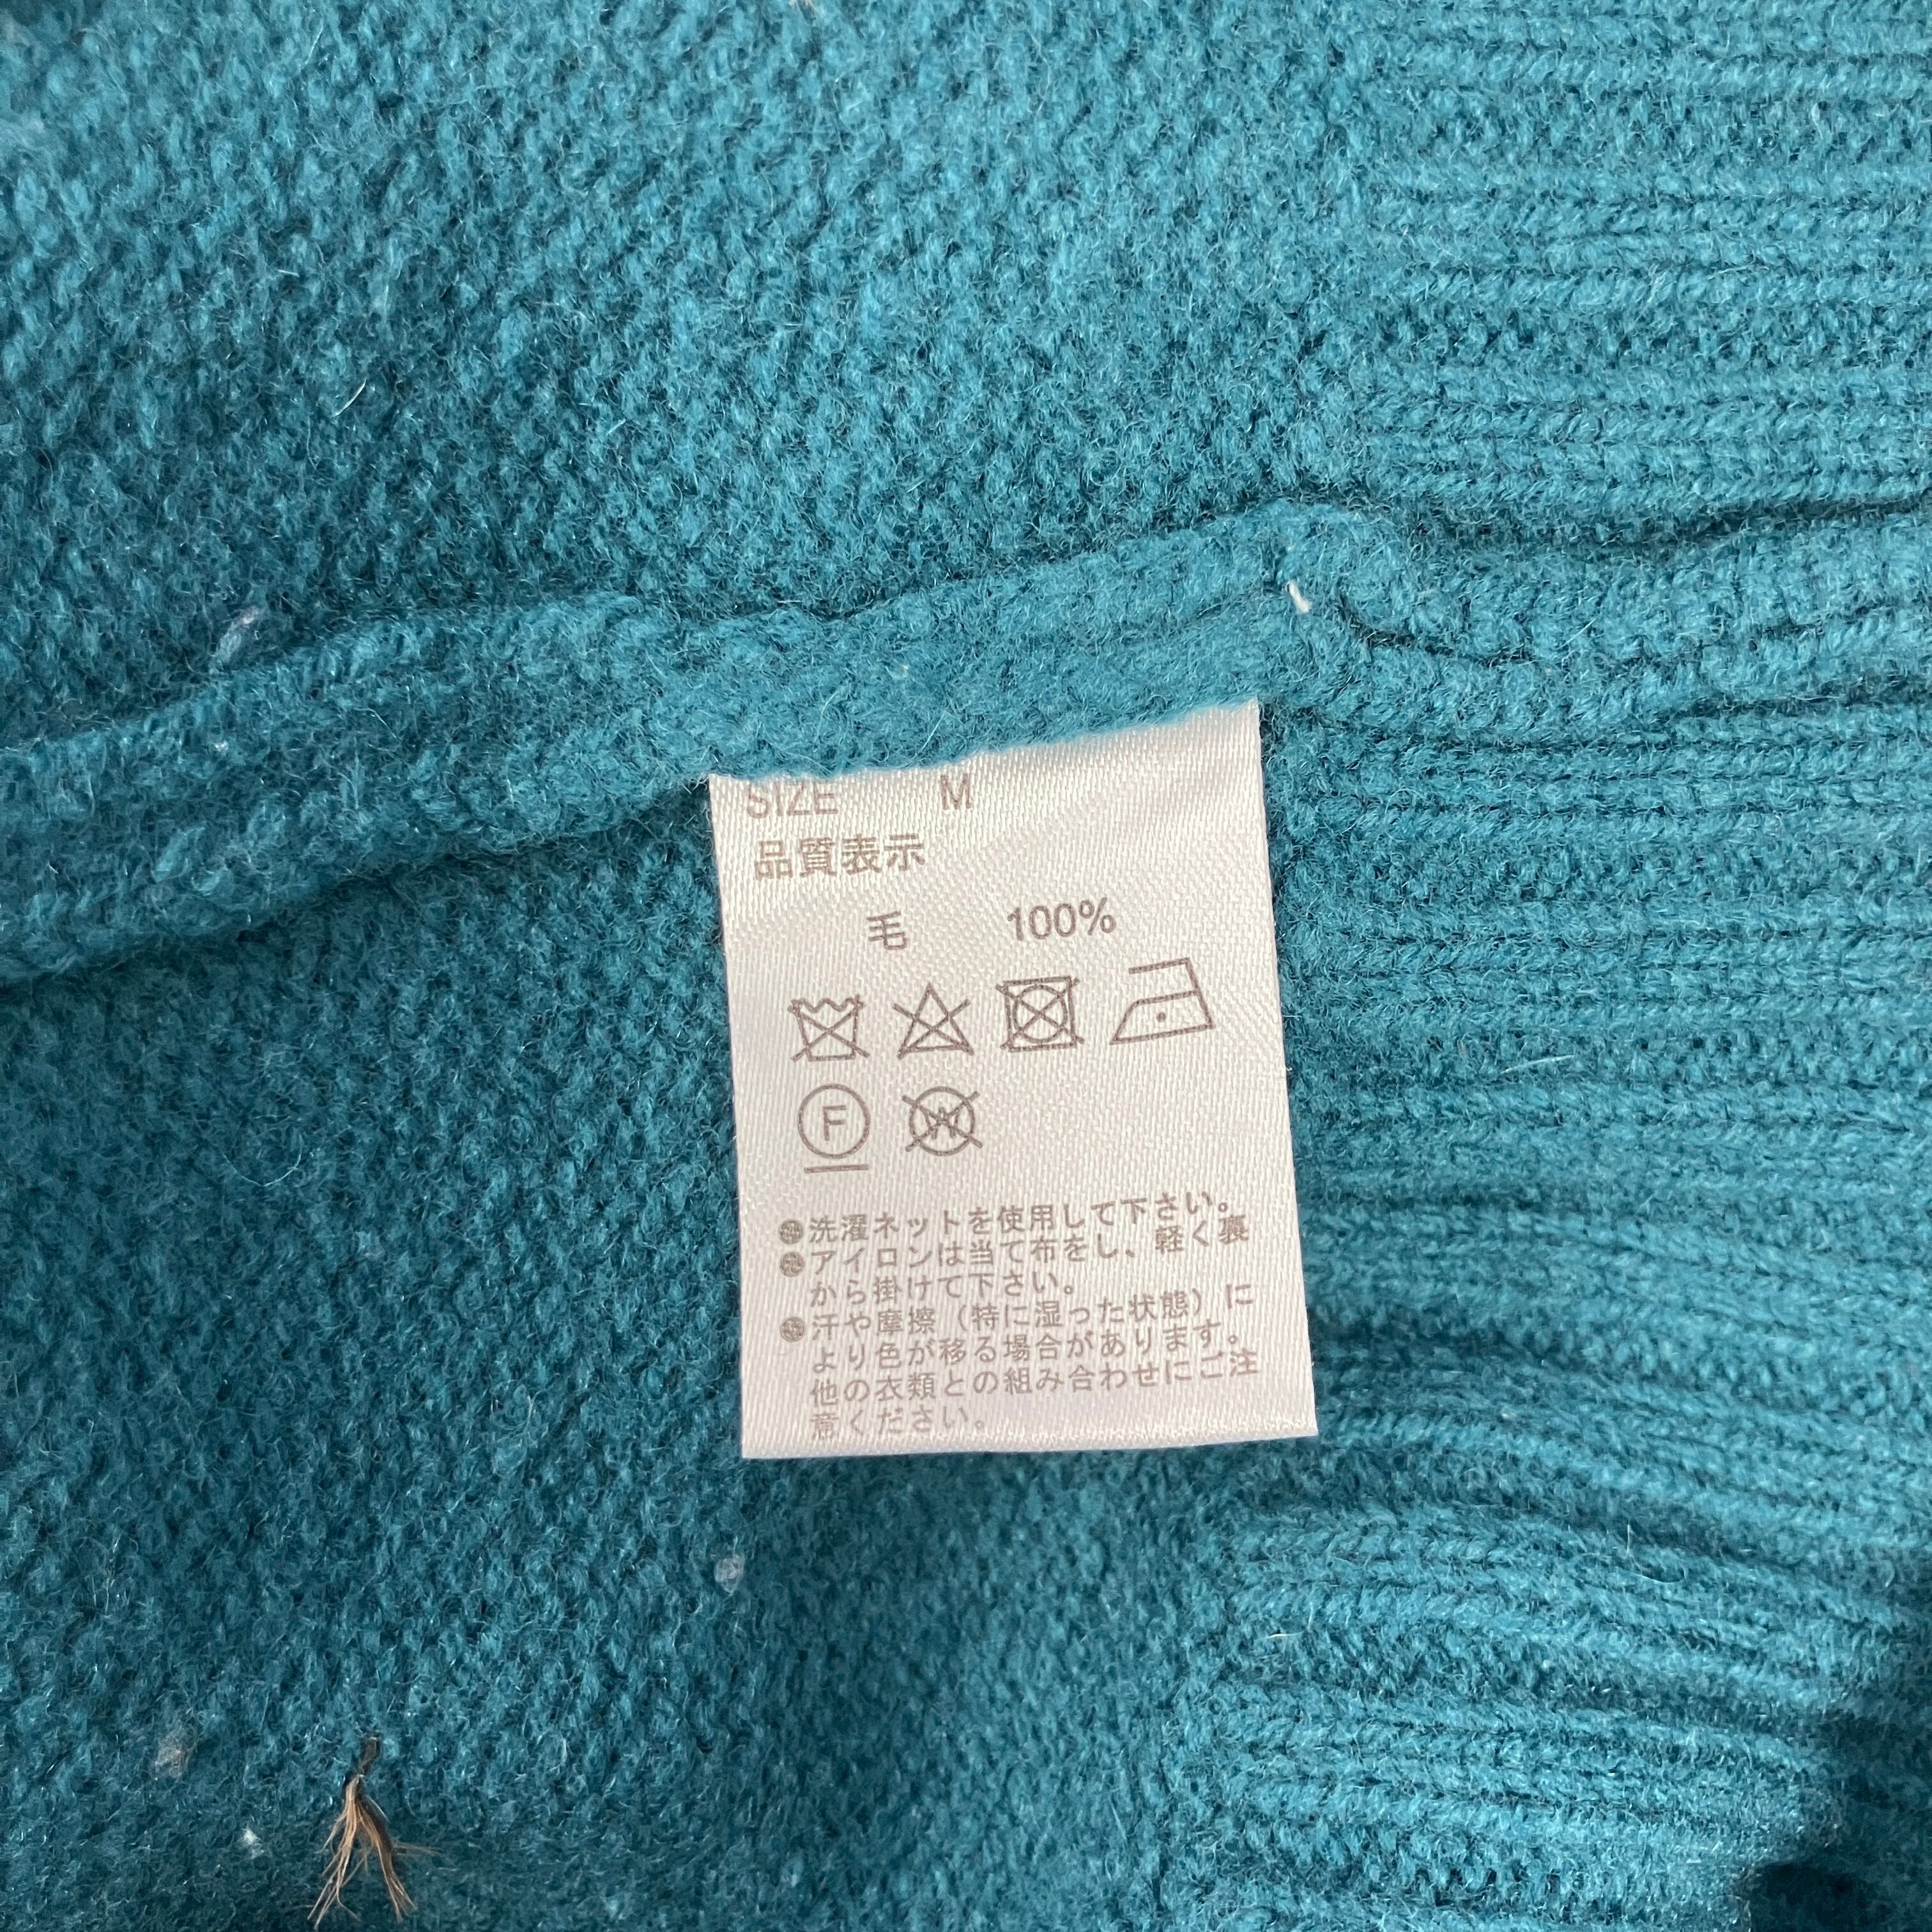 SIZE M
品質表示
毛 100%
F
W
●洗濯ネットを使用して下さい。
●アイロンは当て布をし、軽く裏
から掛けて下さい。
●汗や摩擦（特に湿った状態）に
より色が移る場合があります。
他の衣類との組み合わせにご注
意ください。